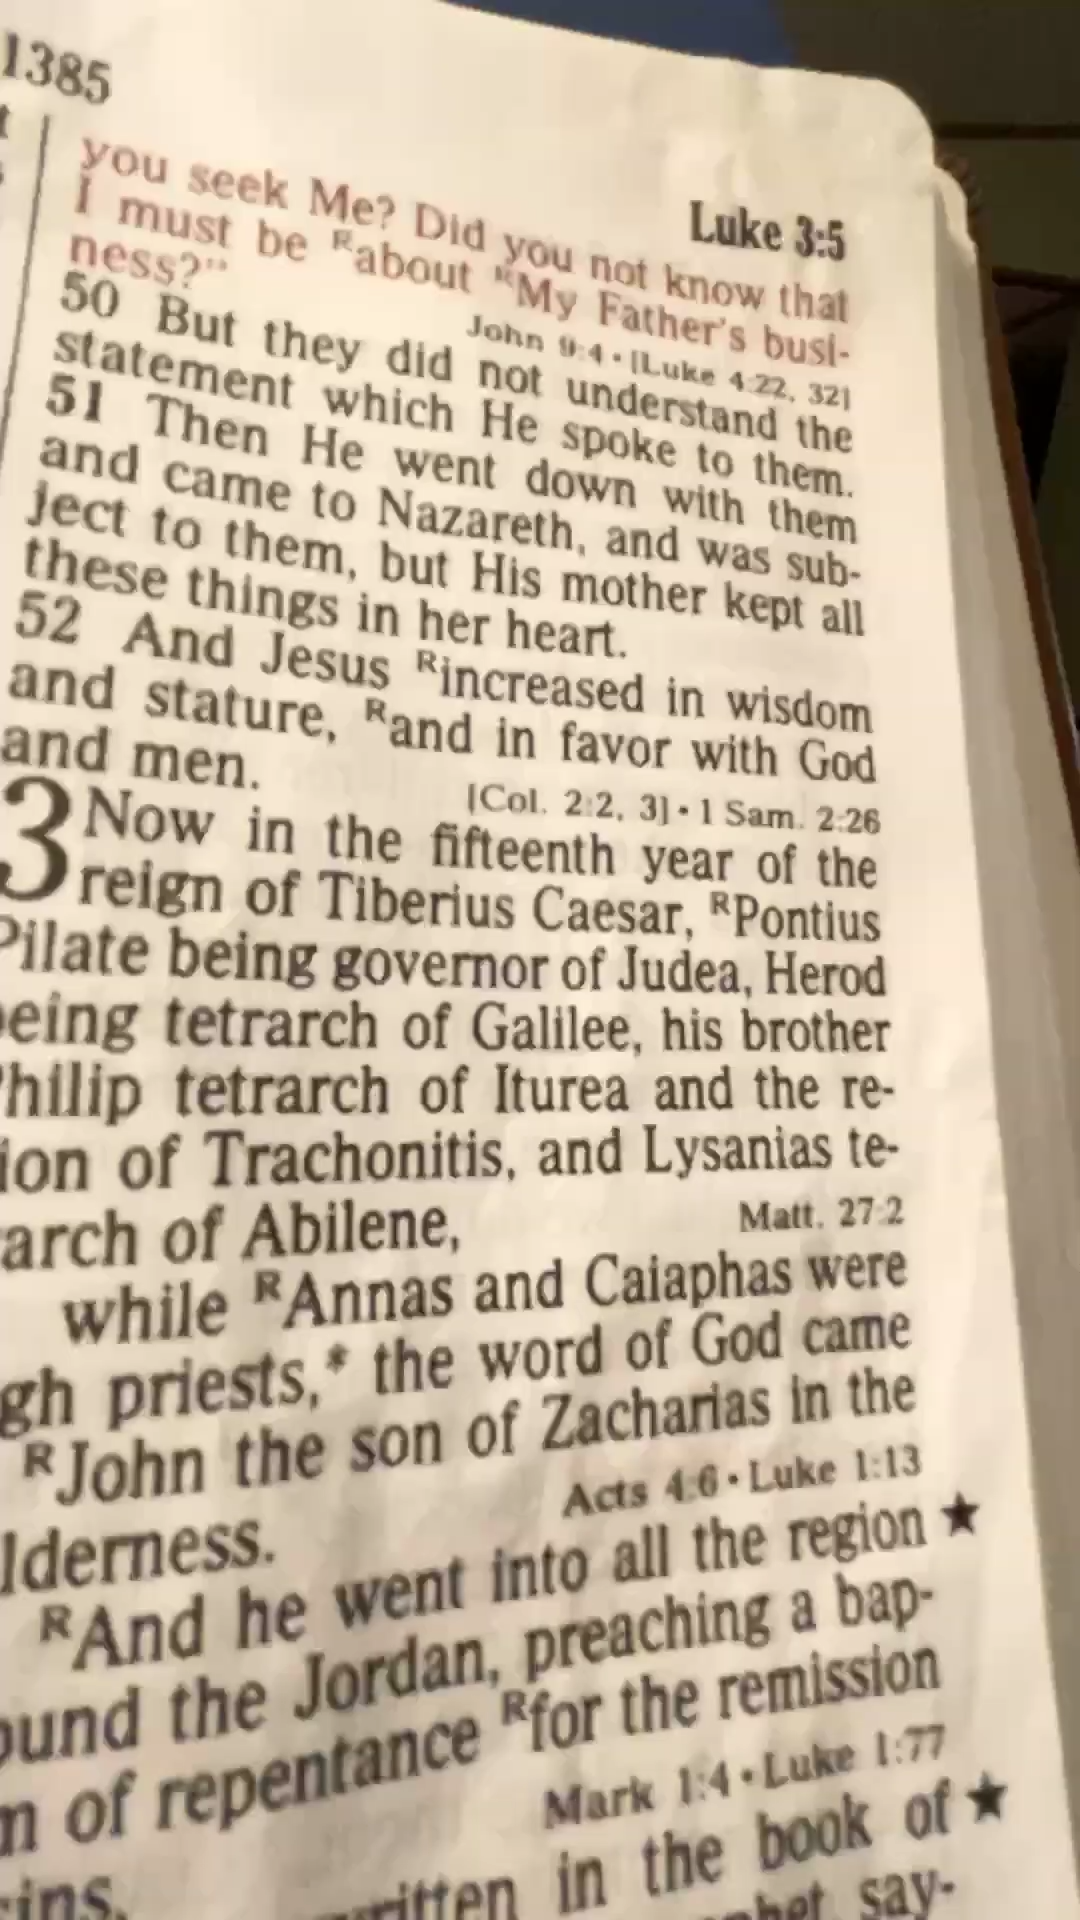 1385
Luke 3:5
you seek Me? Did you not know that
I must be ᴿabout ᴿMy Father's busi-
ness?"
John 9:4 • [Luke 4:22, 32]
50 But they did not understand the
statement which He spoke to them.
51 Then He went down with them
and came to Nazareth, and was sub-
ject to them, but His mother kept all
these things in her heart.
52 And Jesus ᴿincreased in wisdom
and stature, ᴿand in favor with God
and men.
[Col. 2:2, 3] • 1 Sam. 2:26
3 Now in the fifteenth year of the
reign of Tiberius Caesar, ᴿPontius
Pilate being governor of Judea, Herod
being tetrarch of Galilee, his brother
Philip tetrarch of Iturea and the re-
ion of Trachonitis, and Lysanias te-
rarch of Abilene,
Matt. 27:2
while ᴿAnnas and Caiaphas were
gh priests,* the word of God came
ᴿJohn the son of Zacharias in the
lderness.
Acts 4:6 • Luke 1:13
ᴿAnd he went into all the region ★
ound the Jordan, preaching a bap-
m of repentance ᴿfor the remission
sins.
Mark 1:4 • Luke 1:77
written in the book of ★
phet, say-